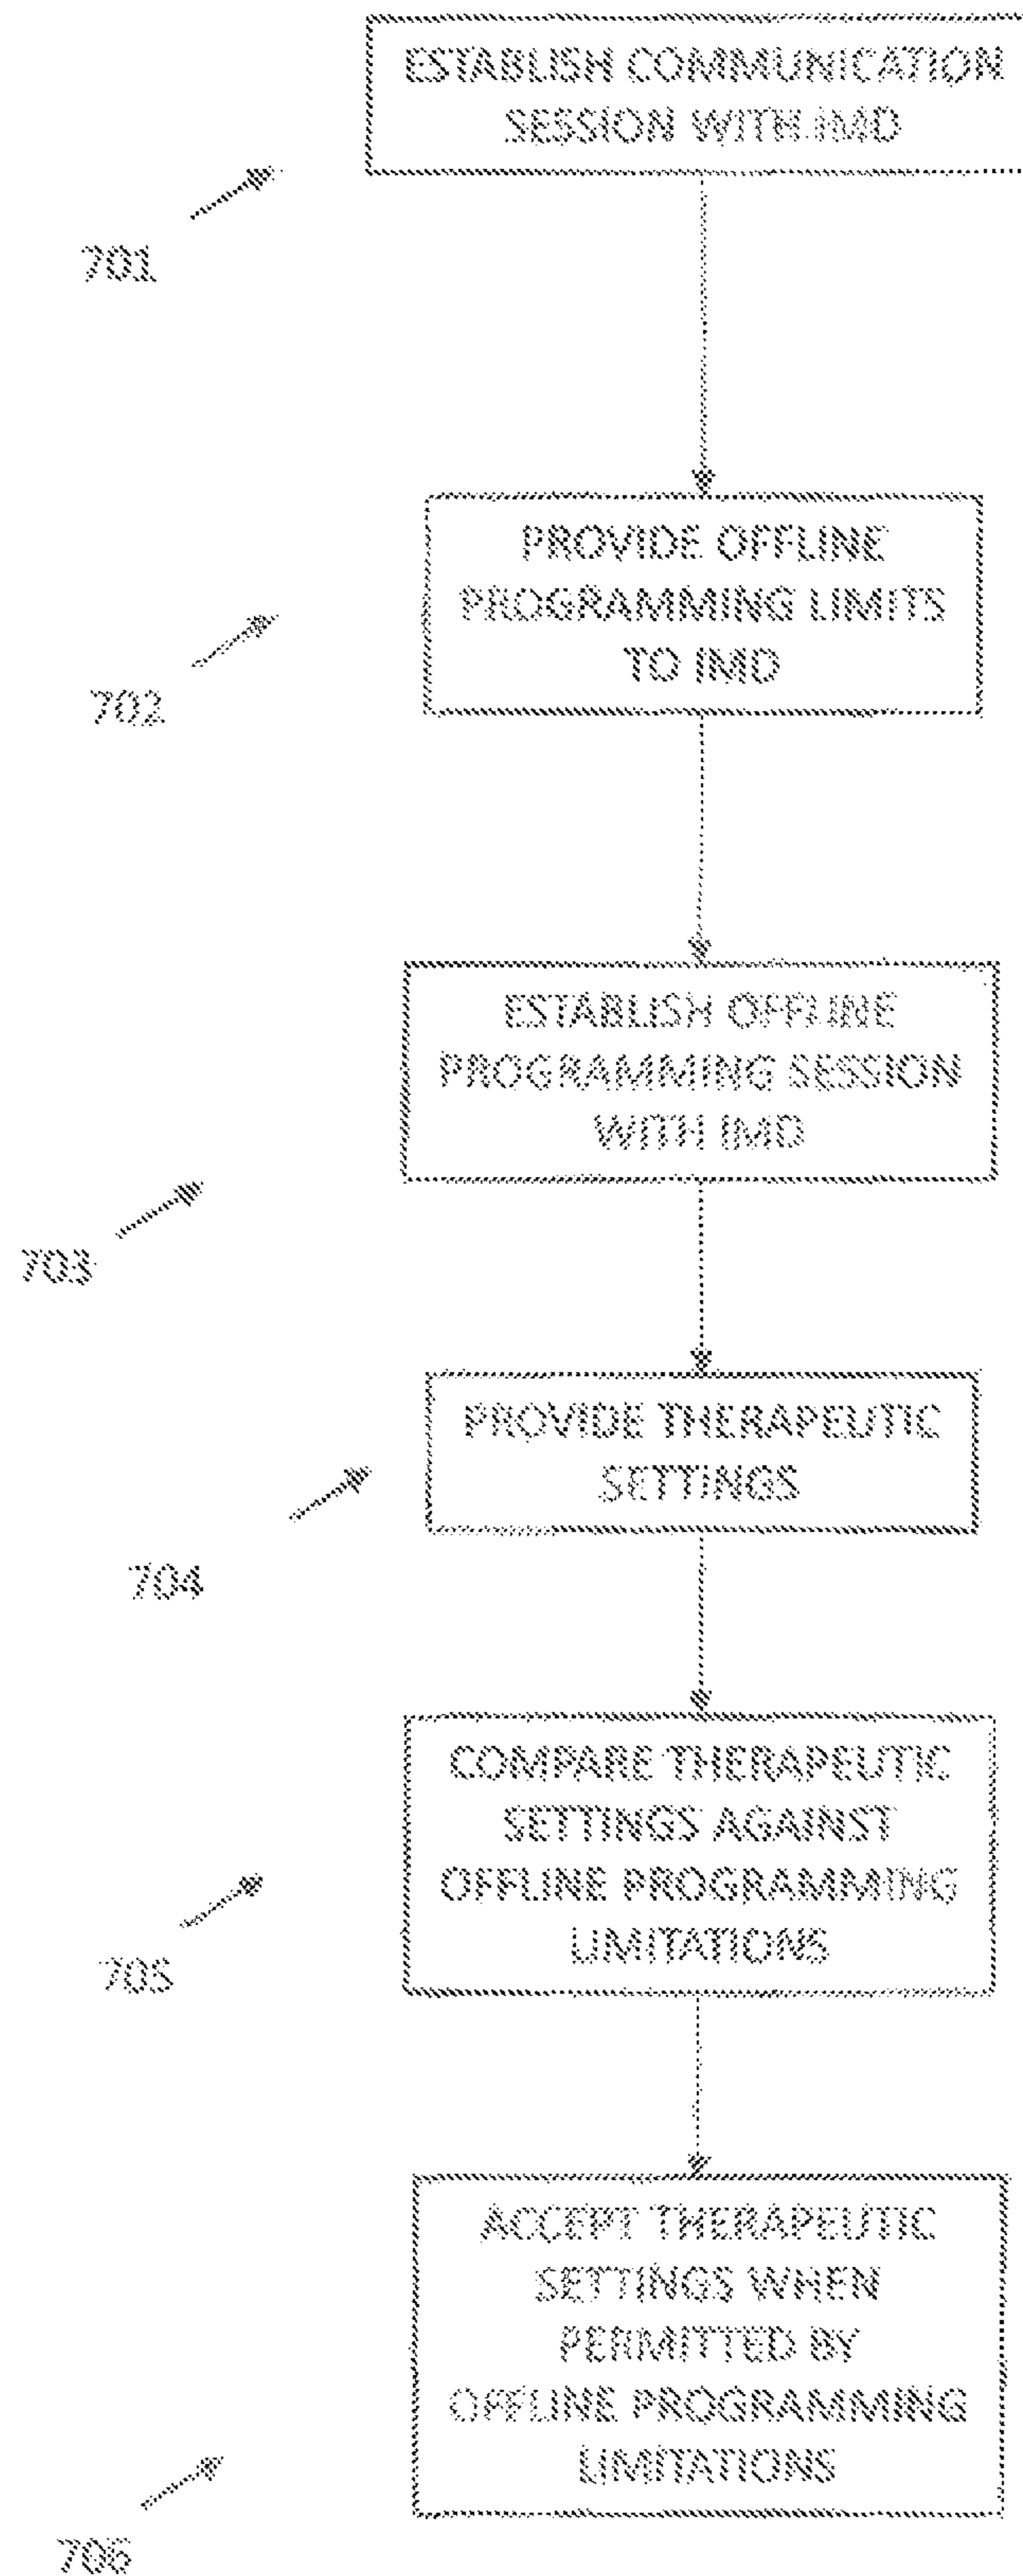 ESTABLISH COMMUNICATION
SESSION WITH IMD
701
PROVIDE OFFLINE
PROGRAMMING LIMITS
TO IMD
702
ESTABLISH OFFLINE
PROGRAMMING SESSION
WITH IMD
703
PROVIDE THERAPEUTIC
SETTINGS
704
COMPARE THERAPEUTIC
SETTINGS AGAINST
OFFLINE PROGRAMMING
LIMITATIONS
705
ACCEPT THERAPEUTIC
SETTINGS WHEN
PERMITTED BY
OFFLINE PROGRAMMING
LIMITATIONS
706